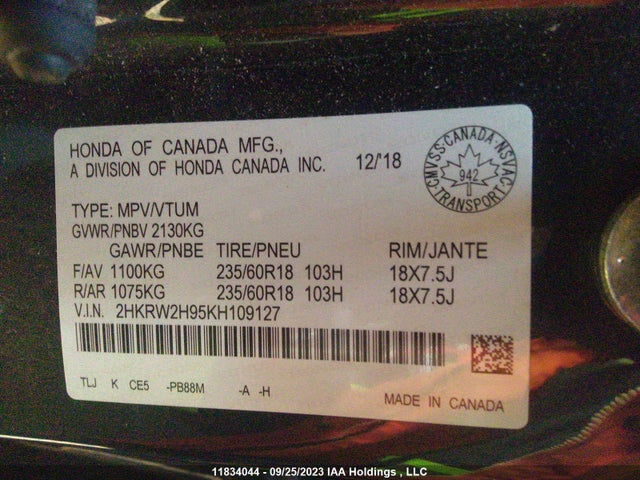 HONDA OF CANADA MFG.,
A DIVISION OF HONDA CANADA INC. 12/'18
CMVSS·CANADA·NSVAC
942
TRANSPORT
TYPE: MPV/VTUM
GVWR/PNBV 2130KG
GAWR/PNBE TIRE/PNEU RIM/JANTE
F/AV 1100KG 235/60R18 103H 18X7.5J
R/AR 1075KG 235/60R18 103H 18X7.5J
V.I.N. 2HKRW2H95KH109127
TLJ K CE5 -PB88M -A -H
MADE IN CANADA
11834044 - 09/25/2023 IAA Holdings , LLC